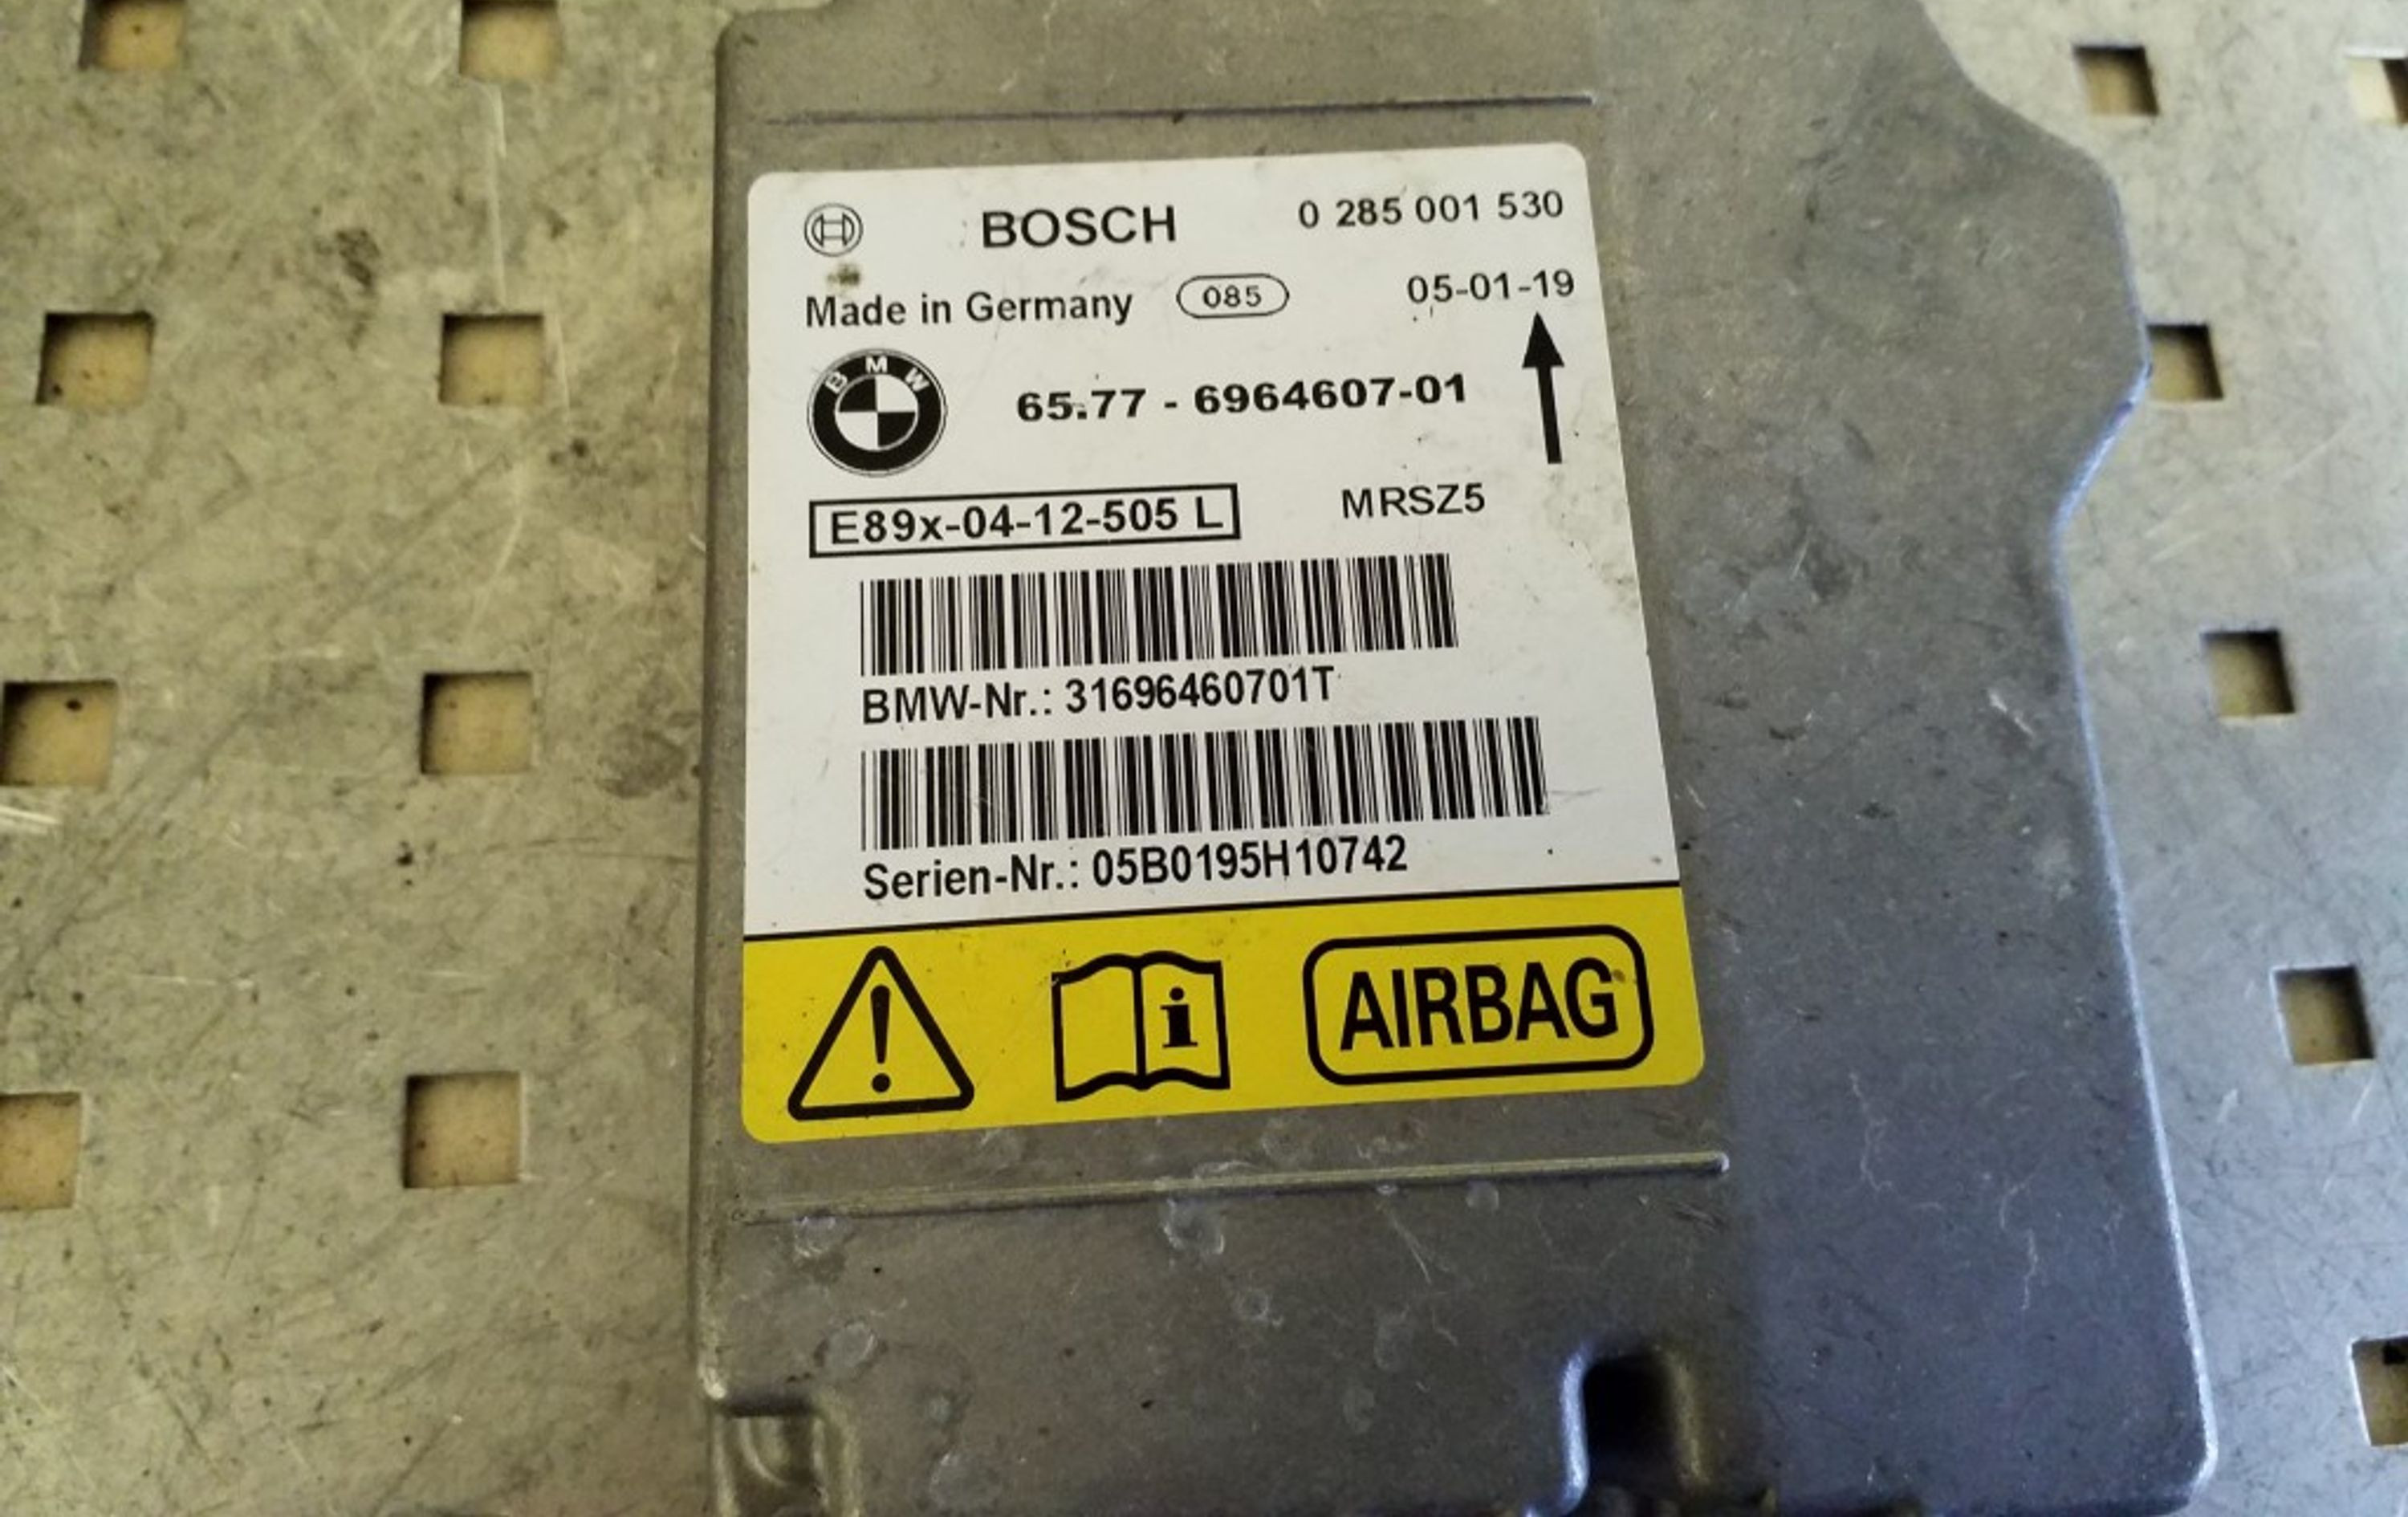 BOSCH 0 285 001 530
Made in Germany 085 05-01-19
BMW
65.77 - 6964607-01
E89x-04-12-505 L MRSZ5
BMW-Nr.: 31696460701T
Serien-Nr.: 05B0195H10742
i AIRBAG